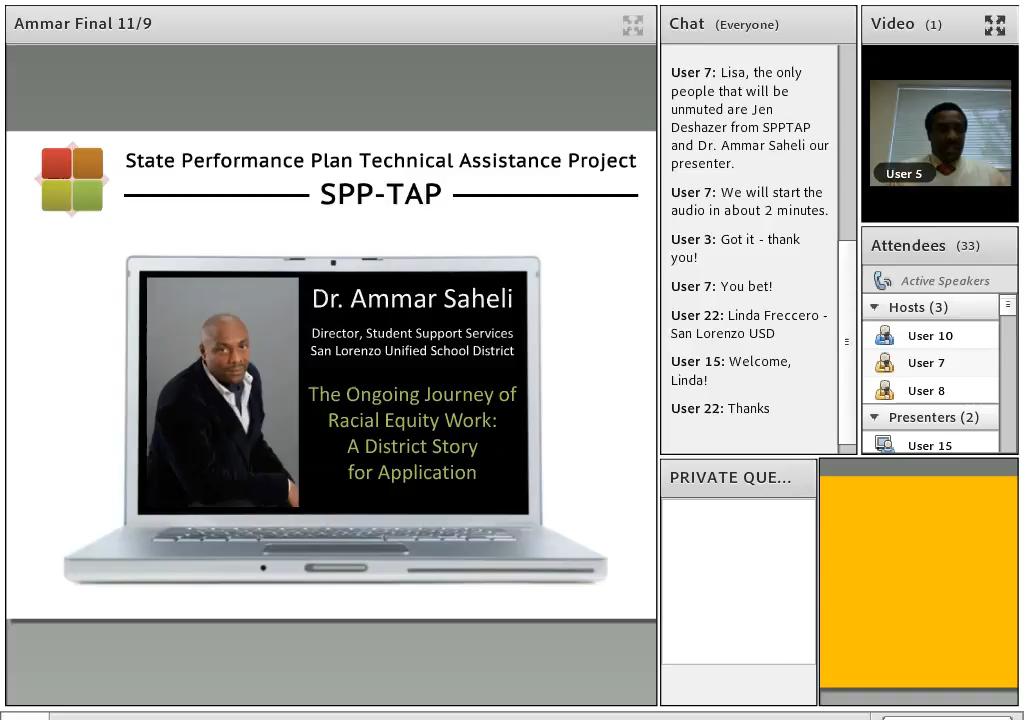 Ammar Final 11/9
State Performance Plan Technical Assistance Project
SPP-TAP
Dr. Ammar Saheli
Director, Student Support Services
San Lorenzo Unified School District
The Ongoing Journey of
Racial Equity Work:
A District Story
for Application
Chat (Everyone)
User 7: Lisa, the only
people that will be
unmuted are Jen
Deshazer from SPPTAP
and Dr. Ammar Saheli our
presenter.
User 7: We will start the
audio in about 2 minutes.
User 3: Got it - thank
you!
User 7: You bet!
User 22: Linda Freccero -
San Lorenzo USD
User 15: Welcome,
Linda!
User 22: Thanks
PRIVATE QUE...
Video (1)
User 5
Attendees (33)
Active Speakers
Hosts (3)
User 10
User 7
User 8
Presenters (2)
User 15